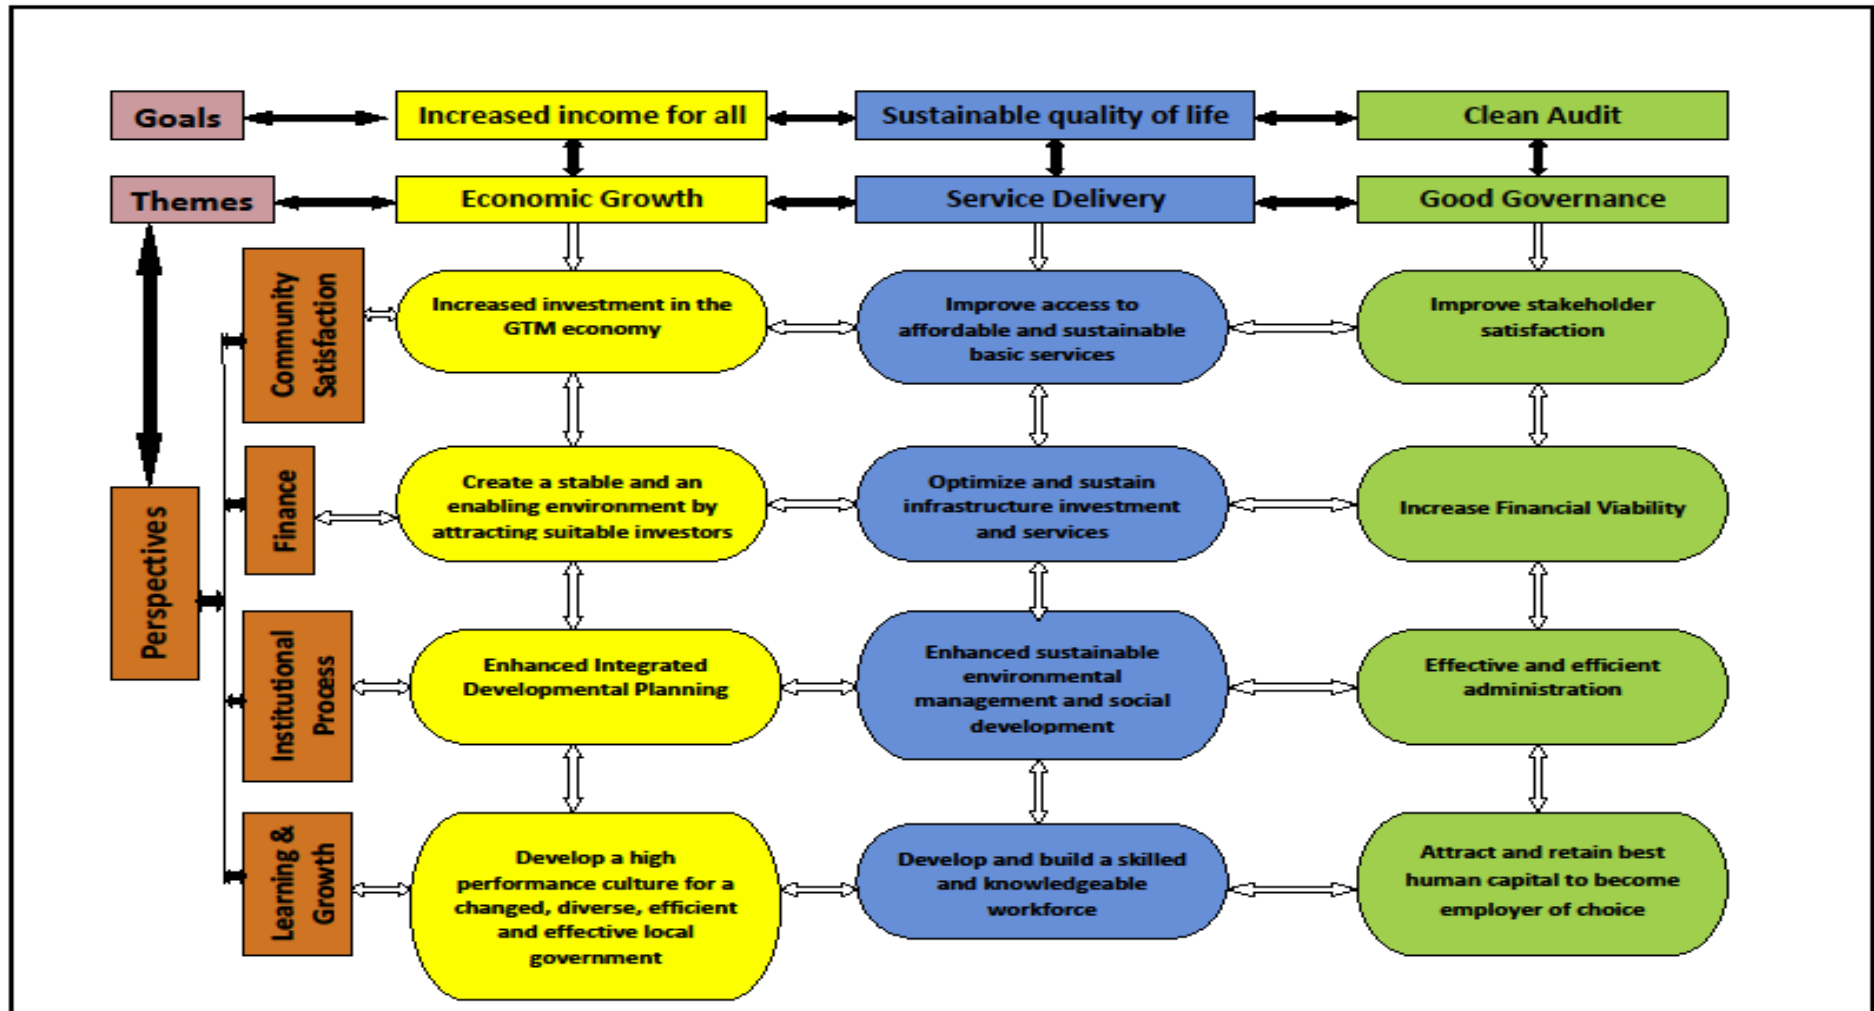 Goals
Increased income for all
Sustainable quality of life
Clean Audit
Themes
Economic Growth
Service Delivery
Good Governance
Perspectives
Community
Satisfaction
Increased investment in the
GTM economy
Improve access to
affordable and sustainable
basic services
Improve stakeholder
satisfaction
Finance
Create a stable and an
enabling environment by
attracting suitable investors
Optimize and sustain
infrastructure investment
and services
Increase Financial Viability
Institutional
Process
Enhanced Integrated
Developmental Planning
Enhanced sustainable
environmental
management and social
development
Effective and efficient
administration
Learning &
Growth
Develop a high
performance culture for a
changed, diverse, efficient
and effective local
government
Develop and build a skilled
and knowledgeable
workforce
Attract and retain best
human capital to become
employer of choice